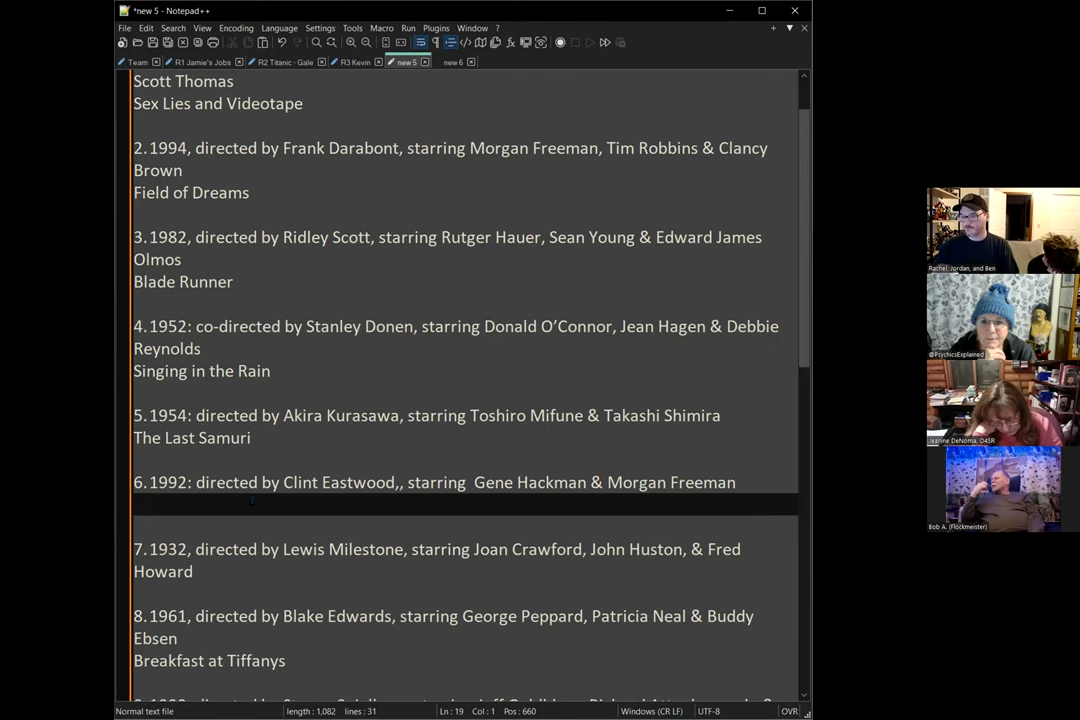 *new 5 - Notepad++
File Edit Search View Encoding Language Settings Tools Macro Run Plugins Window ?
Team R1 Jamie's Jobs R2 Titanic - Gale R3 Kevin new 5 new 6
Scott Thomas
Sex Lies and Videotape
2.1994, directed by Frank Darabont, starring Morgan Freeman, Tim Robbins & Clancy
Brown
Field of Dreams
3.1982, directed by Ridley Scott, starring Rutger Hauer, Sean Young & Edward James
Olmos
Blade Runner
4.1952: co-directed by Stanley Donen, starring Donald O’Connor, Jean Hagen & Debbie
Reynolds
Singing in the Rain
5.1954: directed by Akira Kurasawa, starring Toshiro Mifune & Takashi Shimira
The Last Samuri
6.1992: directed by Clint Eastwood,, starring  Gene Hackman & Morgan Freeman
7.1932, directed by Lewis Milestone, starring Joan Crawford, John Huston, & Fred
Howard
8.1961, directed by Blake Edwards, starring George Peppard, Patricia Neal & Buddy
Ebsen
Breakfast at Tiffanys
Normal text file length : 1,082 lines : 31 Ln : 19 Col : 1 Pos : 660 Windows (CR LF) UTF-8 OVR
Rachel, Jordan, and Ben
@PsychicsExplained
Jeanine DeNoma, O4SR
Bob A. (Flockmeister)